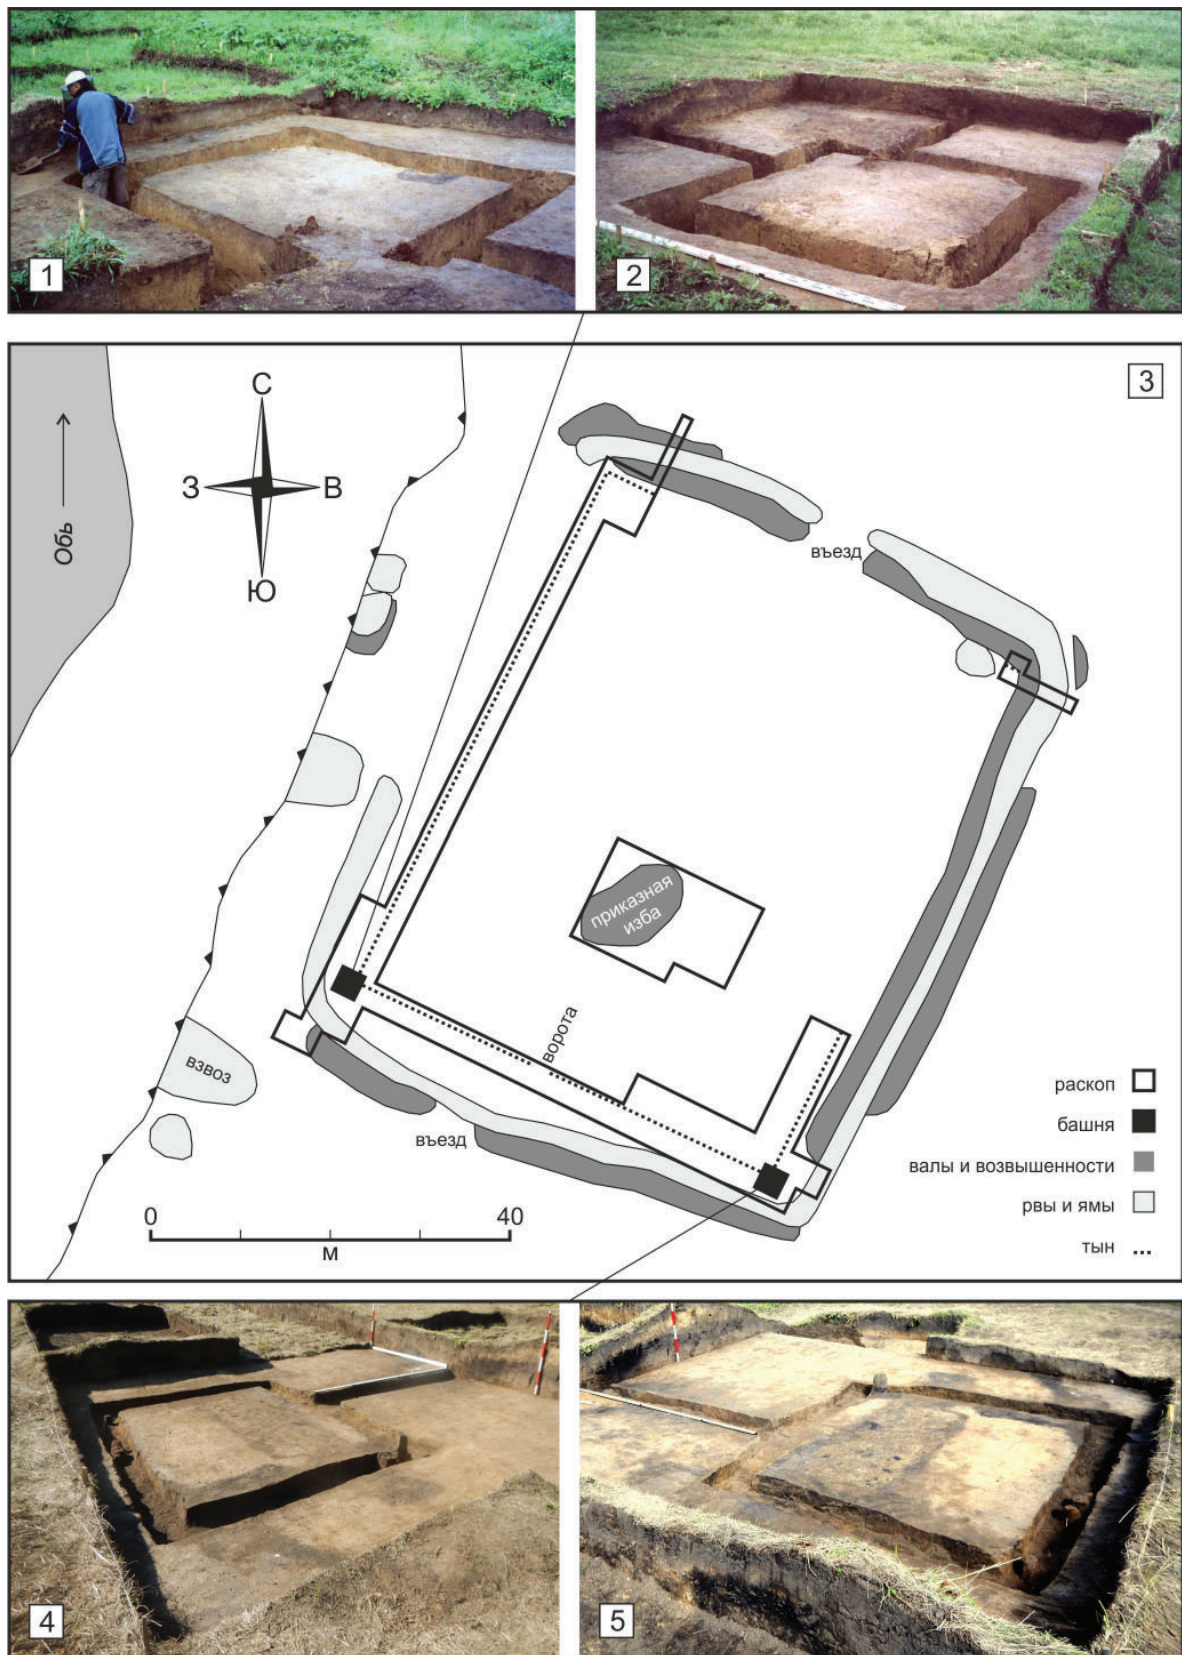 1
2
3
С
З
В
Ю
Обь
въезд
приказная
изба
ворота
взвоз
въезд
0
40
м
раскоп
башня
валы и возвышенности
рвы и ямы
тын
4
5